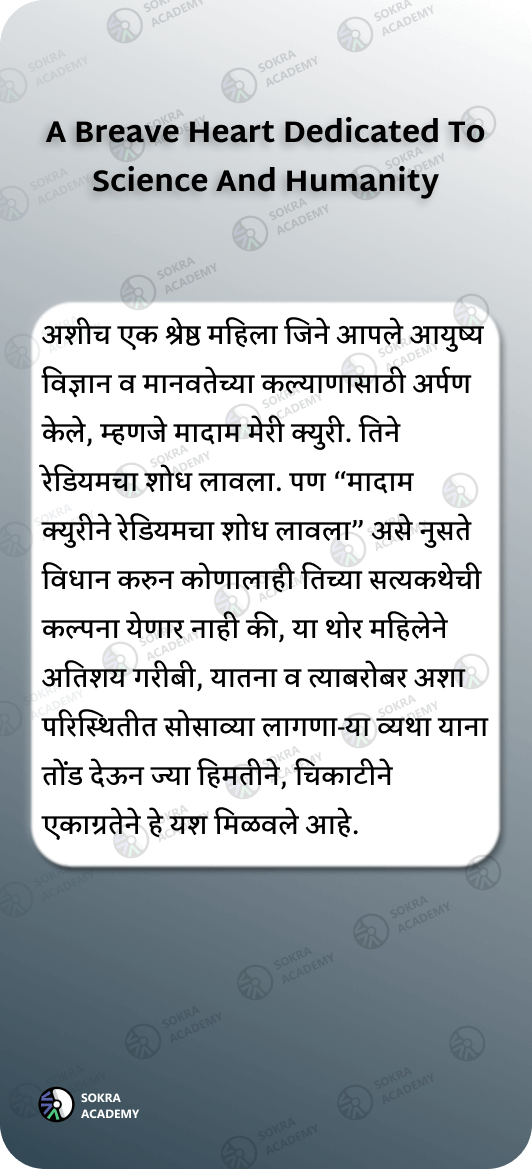 A Breave Heart Dedicated To
Science And Humanity
अशीच एक श्रेष्ठ महिला जिने आपले आयुष्य
विज्ञान व मानवतेच्या कल्याणासाठी अर्पण
केले, म्हणजे मादाम मेरी क्युरी. तिने
रेडियमचा शोध लावला. पण “मादाम
क्युरीने रेडियमचा शोध लावला” असे नुसते
विधान करुन कोणालाही तिच्या सत्यकथेची
कल्पना येणार नाही की, या थोर महिलेने
अतिशय गरीबी, यातना व त्याबरोबर अशा
परिस्थितीत सोसाव्या लागणा-या व्यथा याना
तोंड देऊन ज्या हिमतीने, चिकाटीने
एकाग्रतेने हे यश मिळवले आहे.
SOKRA
ACADEMY